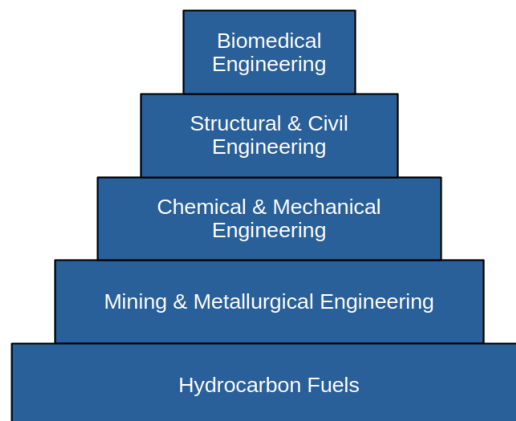 Biomedical
Engineering
Structural & Civil
Engineering
Chemical & Mechanical
Engineering
Mining & Metallurgical Engineering
Hydrocarbon Fuels